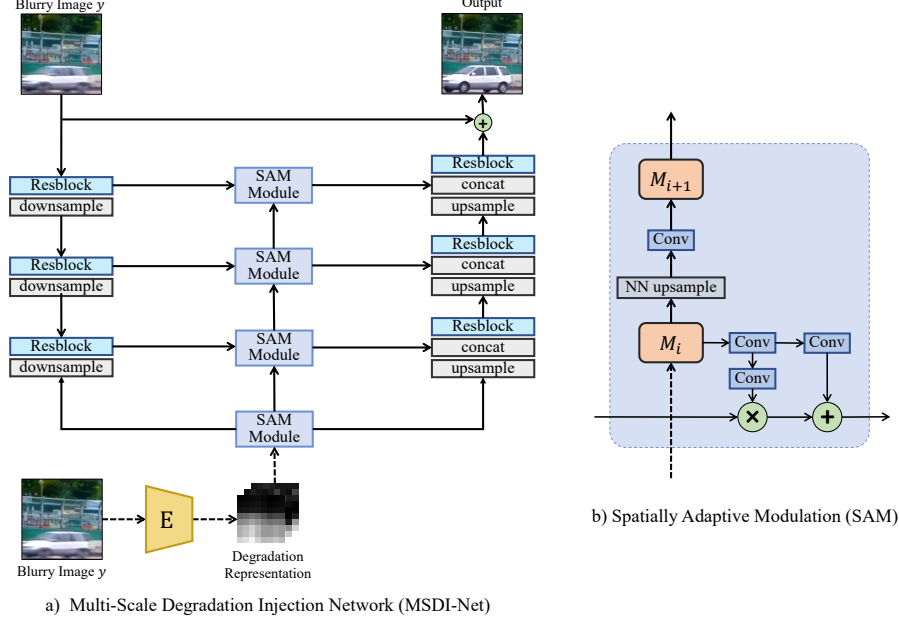 Blurry Image y
Output
Resblock
downsample
SAM
Module
Resblock
concat
upsample
Resblock
downsample
SAM
Module
Resblock
concat
upsample
Resblock
downsample
SAM
Module
Resblock
concat
upsample
SAM
Module
E
Blurry Image y
Degradation
Representation
a) Multi-Scale Degradation Injection Network (MSDI-Net)
M_{i+1}
Conv
NN upsample
M_i
Conv
Conv
Conv
b) Spatially Adaptive Modulation (SAM)